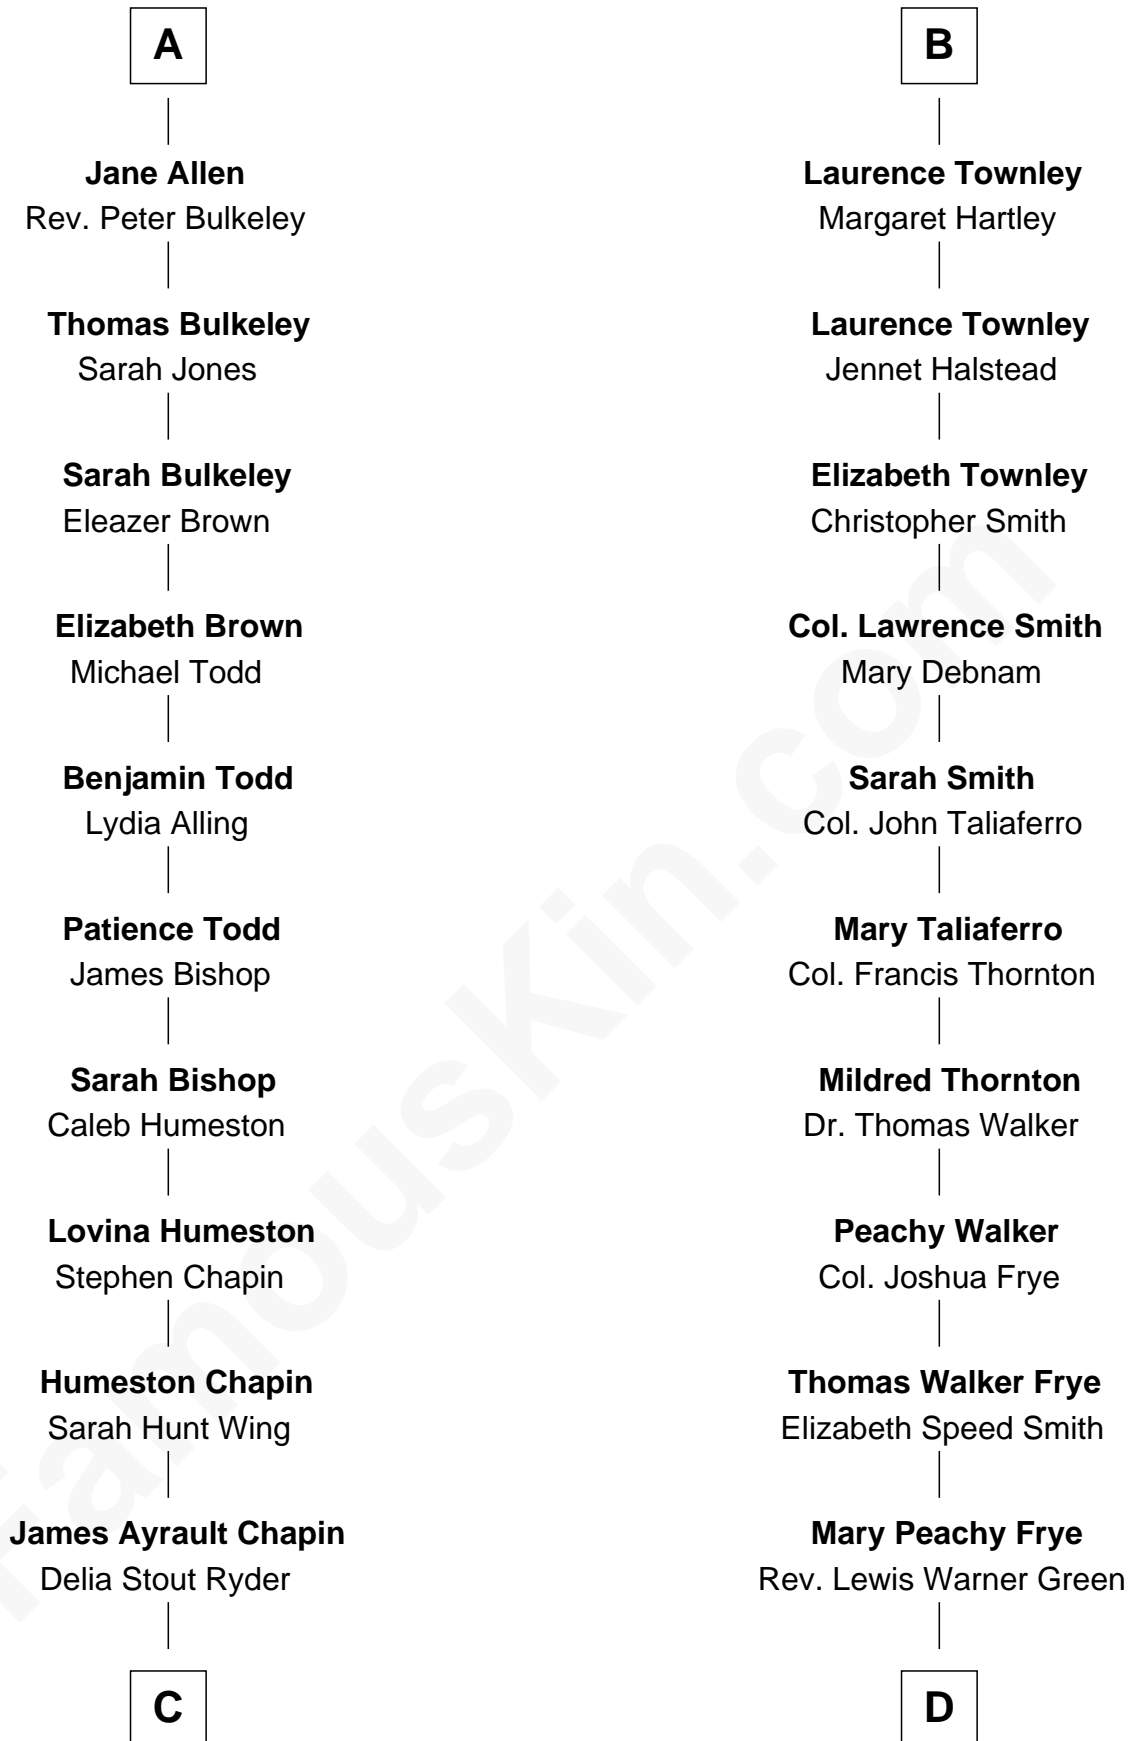 A
Jane Allen
Rev. Peter Bulkeley
Thomas Bulkeley
Sarah Jones
Sarah Bulkeley
Eleazer Brown
Elizabeth Brown
Michael Todd
Benjamin Todd
Lydia Alling
Patience Todd
James Bishop
Sarah Bishop
Caleb Humeston
Lovina Humeston
Stephen Chapin
Humeston Chapin
Sarah Hunt Wing
James Ayrault Chapin
Delia Stout Ryder
C
B
Laurence Townley
Margaret Hartley
Laurence Townley
Jennet Halstead
Elizabeth Townley
Christopher Smith
Col. Lawrence Smith
Mary Debnam
Sarah Smith
Col. John Taliaferro
Mary Taliaferro
Col. Francis Thornton
Mildred Thornton
Dr. Thomas Walker
Peachy Walker
Col. Joshua Frye
Thomas Walker Frye
Elizabeth Speed Smith
Mary Peachy Frye
Rev. Lewis Warner Green
D
FamousKin.com